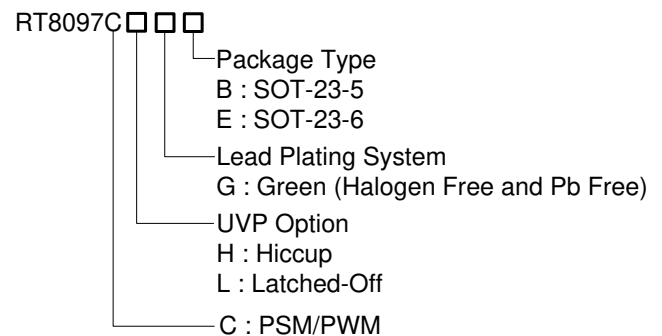 RT8097C
Package Type
B : SOT-23-5
E : SOT-23-6
Lead Plating System
G : Green (Halogen Free and Pb Free)
UVP Option
H : Hiccup
L : Latched-Off
C : PSM/PWM